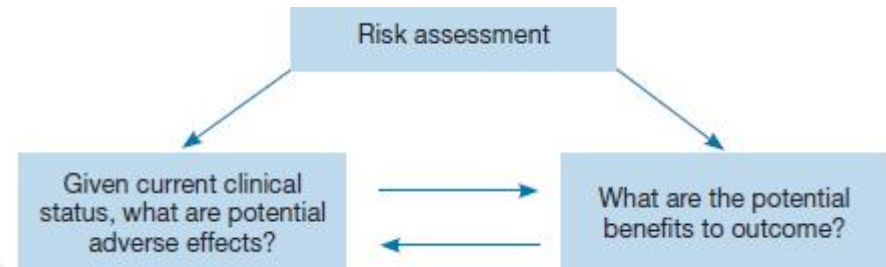 Risk assessment
Given current clinical
status, what are potential
adverse effects?
What are the potential
benefits to outcome?